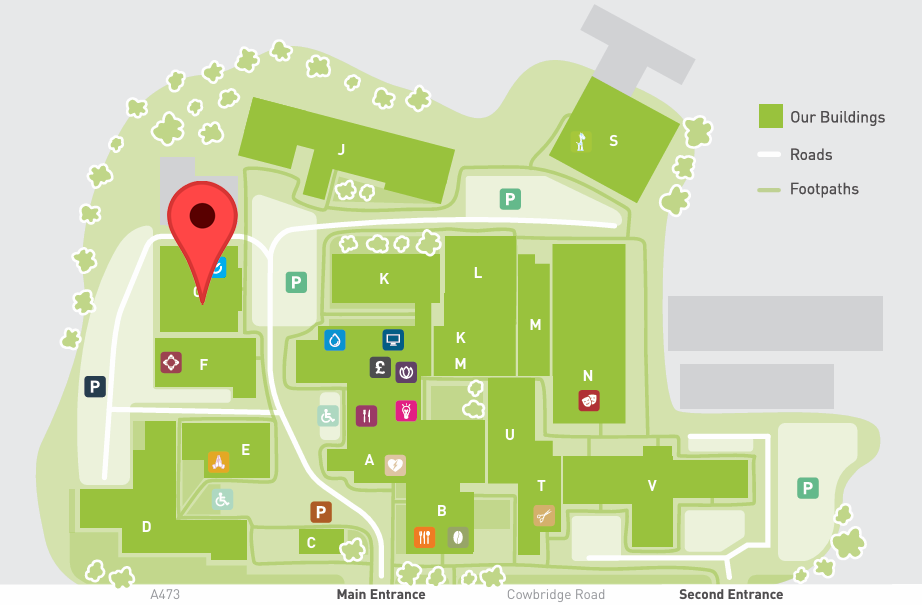 J
S
Our Buildings
Roads
Footpaths
P
P
K
L
K
M
M
N
F
£
P
E
A
U
D
P
C
B
T
V
P
A473
Main Entrance
Cowbridge Road
Second Entrance